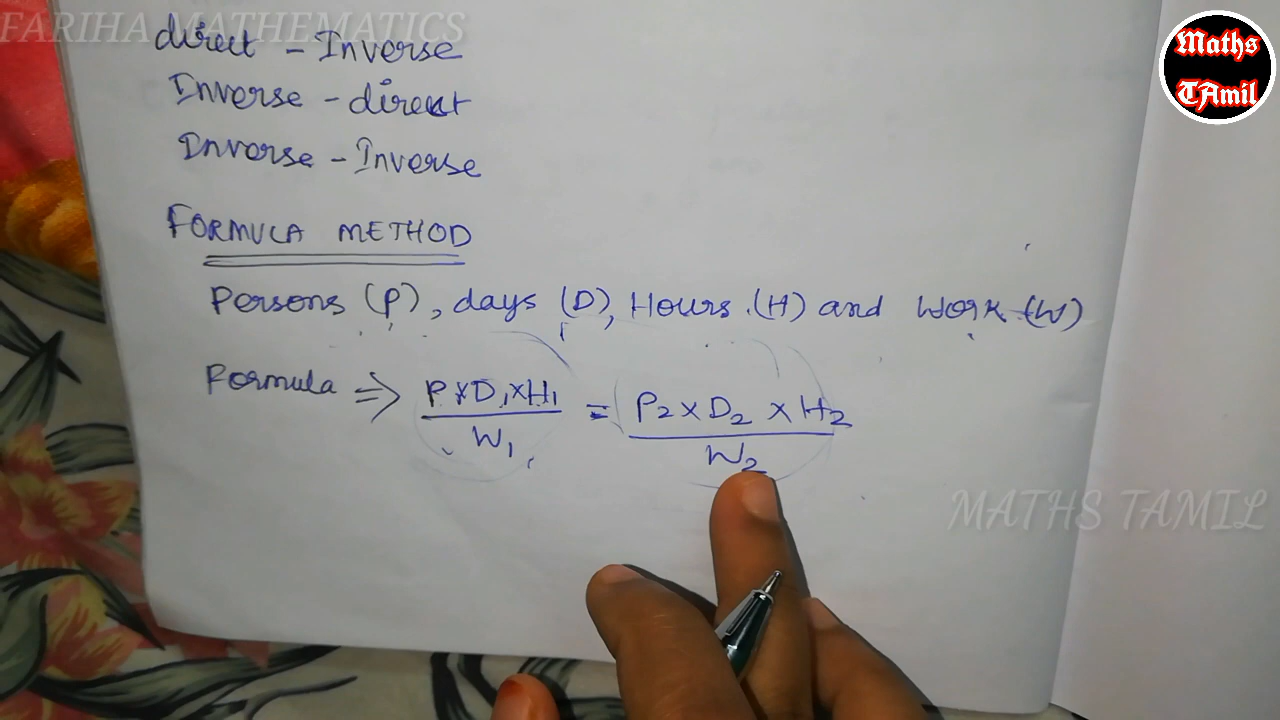 FARIHA MATHEMATICS
Maths
TAmil
direct - Inverse
Inverse - direct
Inverse - Inverse
FORMULA METHOD
Persons (P), days (D), Hours (H) and Work (W)
Formula ⇒ P×D₁×H₁ / W₁ = P₂×D₂×H₂ / W₂
MATHS TAMIL